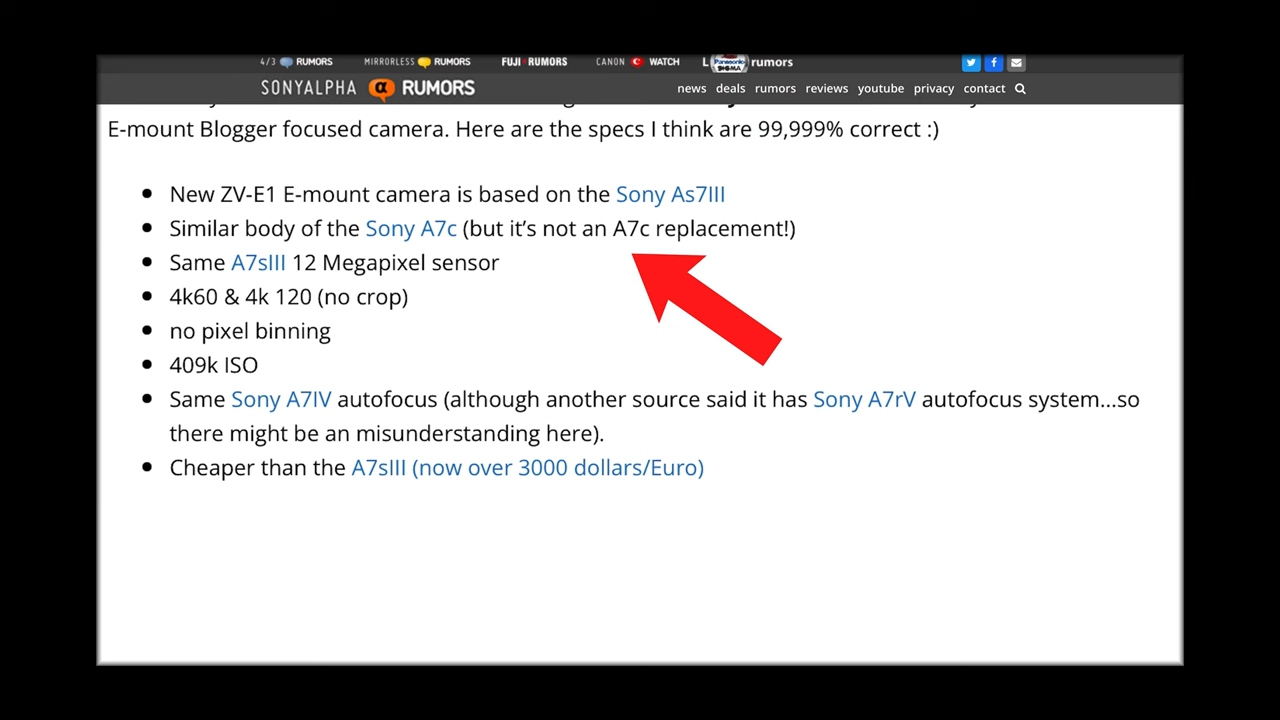 4/3 RUMORS MIRRORLESS RUMORS FUJI RUMORS CANON WATCH L Panasonic SIGMA rumors
SONYALPHA α RUMORS news deals rumors reviews youtube privacy contact
E-mount Blogger focused camera. Here are the specs I think are 99,999% correct :)
New ZV-E1 E-mount camera is based on the Sony As7III
Similar body of the Sony A7c (but it's not an A7c replacement!)
Same A7sIII 12 Megapixel sensor
4k60 & 4k 120 (no crop)
no pixel binning
409k ISO
Same Sony A7IV autofocus (although another source said it has Sony A7rV autofocus system...so
there might be an misunderstanding here).
Cheaper than the A7sIII (now over 3000 dollars/Euro)